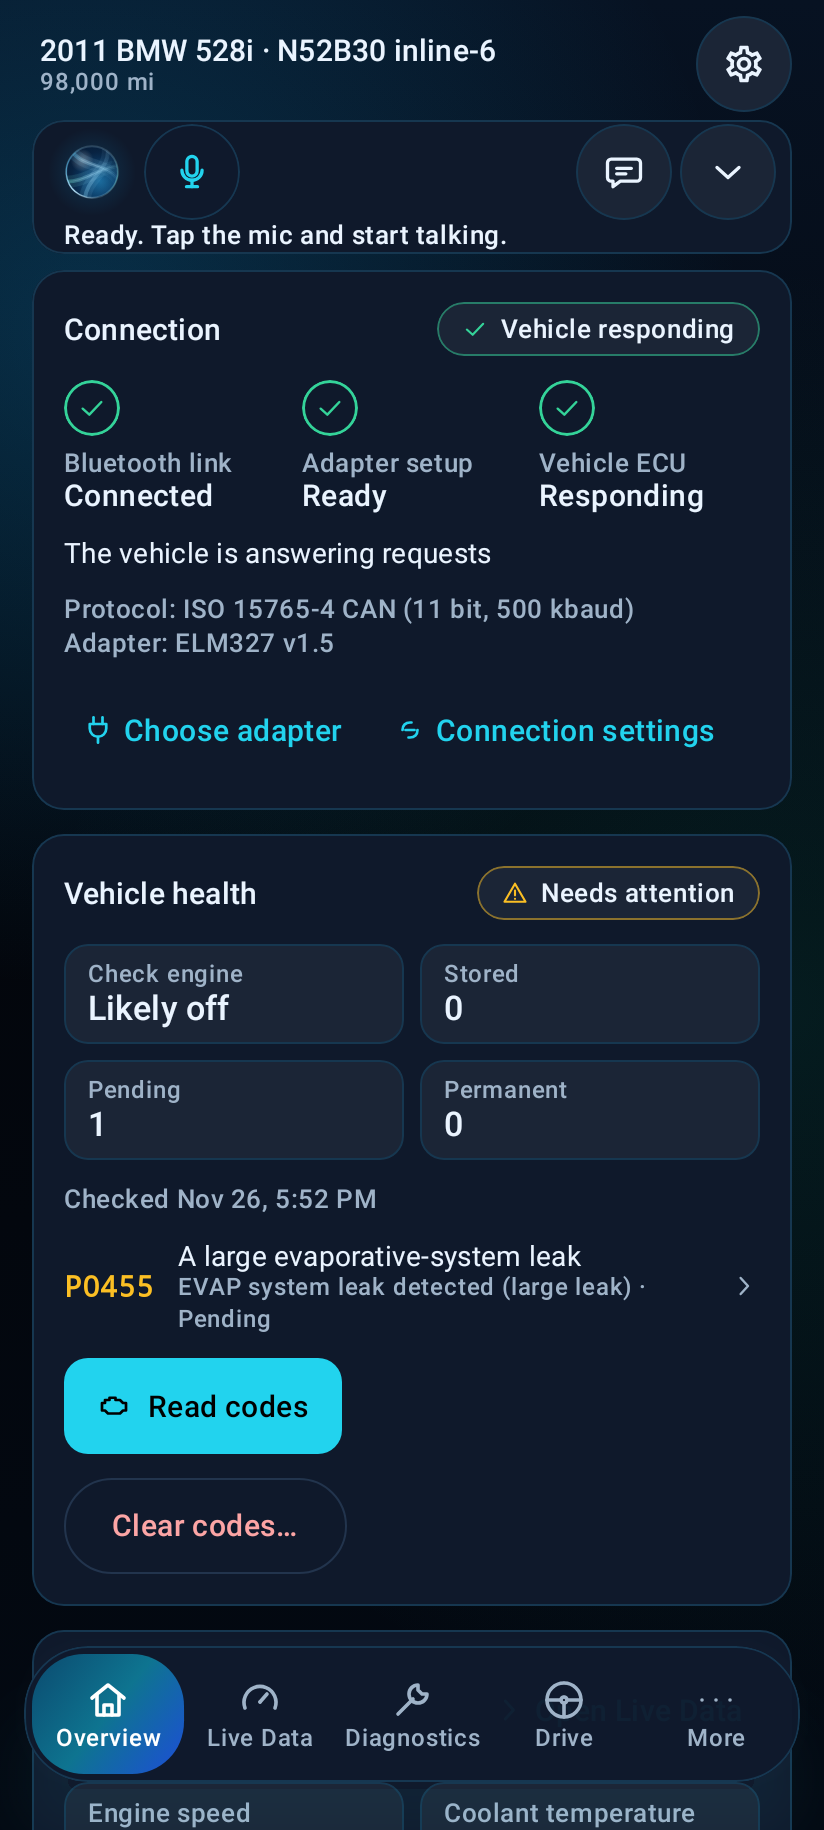 2011 BMW 528i · N52B30 inline-6
98,000 mi
Ready. Tap the mic and start talking.
Connection
Vehicle responding
Bluetooth link
Connected
Adapter setup
Ready
Vehicle ECU
Responding
The vehicle is answering requests
Protocol: ISO 15765-4 CAN (11 bit, 500 kbaud)
Adapter: ELM327 v1.5
Choose adapter
Connection settings
Vehicle health
Needs attention
Check engine
Likely off
Stored
0
Pending
1
Permanent
0
Checked Nov 26, 5:52 PM
P0455
A large evaporative-system leak
EVAP system leak detected (large leak) ·
Pending
Read codes
Clear codes…
Open Live Data
Overview
Live Data
Diagnostics
Drive
More
Engine speed
Coolant temperature